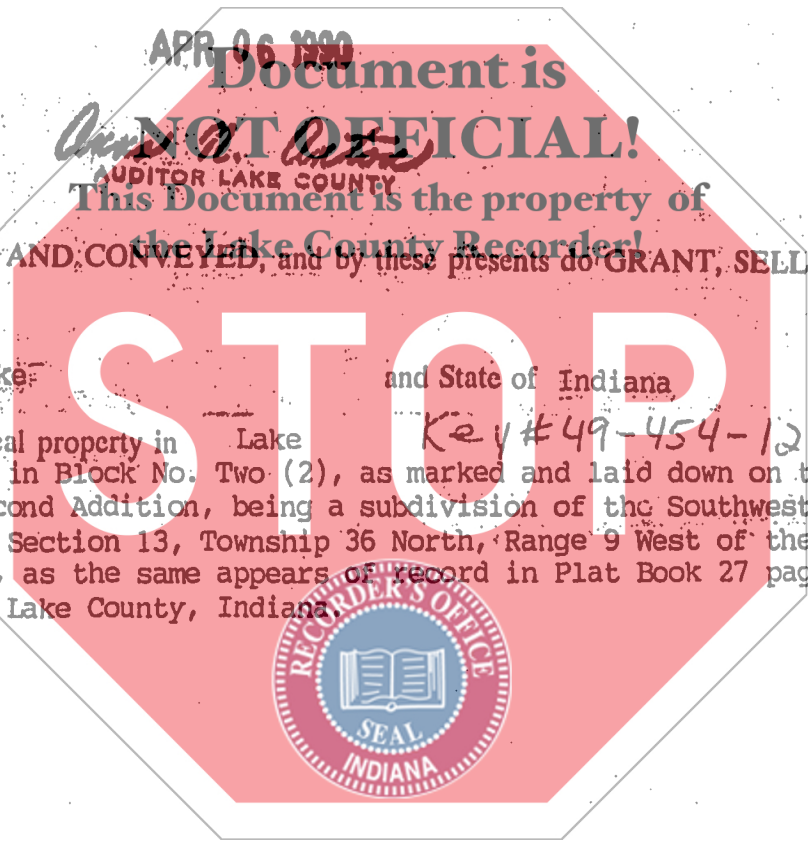 APR 06 1990
Document is
NOT OFFICIAL!
AUDITOR LAKE COUNTY
This Document is the property of
the Lake County Recorder!
AND CONVEYED, and by these presents do GRANT, SELL
STOP
and State of Indiana
al property in Lake Key # 49-454-12
in Block No. Two (2), as marked and laid down on t
cond Addition, being a subdivision of the Southwest
Section 13, Township 36 North, Range 9 West of the
, as the same appears of record in Plat Book 27 pag
Lake County, Indiana.
RECORDER'S OFFICE
SEAL
INDIANA